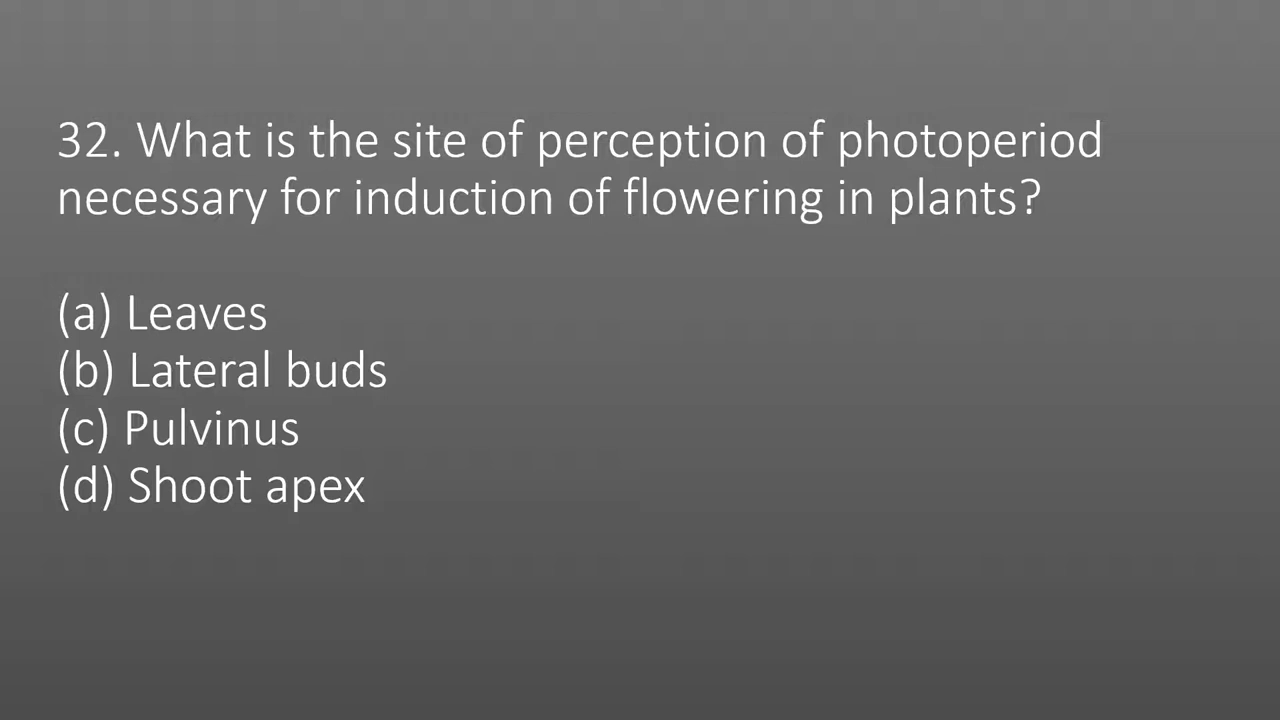 32. What is the site of perception of photoperiod
necessary for induction of flowering in plants?
(a) Leaves
(b) Lateral buds
(c) Pulvinus
(d) Shoot apex